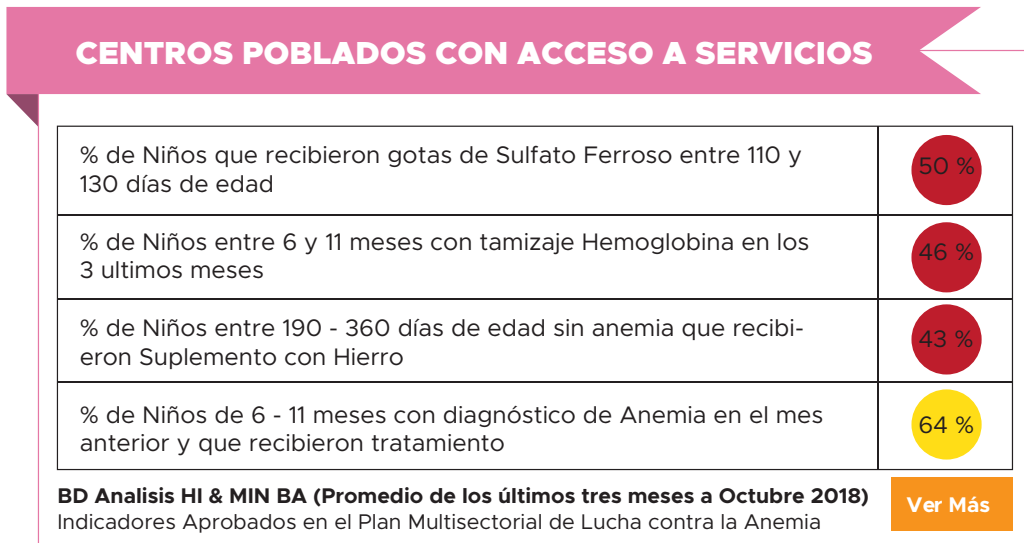 CENTROS POBLADOS CON ACCESO A SERVICIOS
% de Niños que recibieron gotas de Sulfato Ferroso entre 110 y
130 días de edad
50 %
% de Niños entre 6 y 11 meses con tamizaje Hemoglobina en los
3 ultimos meses
46 %
% de Niños entre 190 - 360 días de edad sin anemia que recibi-
eron Suplemento con Hierro
43 %
% de Niños de 6 - 11 meses con diagnóstico de Anemia en el mes
anterior y que recibieron tratamiento
64 %
BD Analisis HI & MIN BA (Promedio de los últimos tres meses a Octubre 2018)
Indicadores Aprobados en el Plan Multisectorial de Lucha contra la Anemia
Ver Más